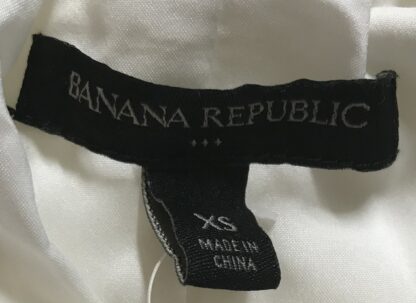 BANANA REPUBLIC
XS
MADE IN
CHINA